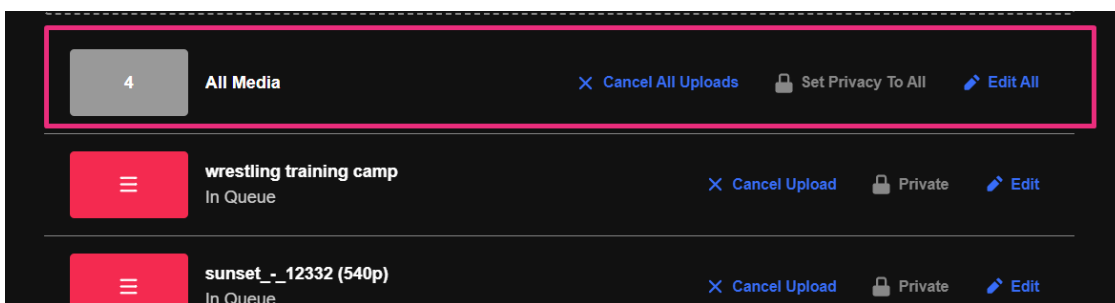 4 All Media Cancel All Uploads Set Privacy To All Edit All
wrestling training camp
In Queue
Cancel Upload Private Edit
sunset_-_12332 (540p)
In Queue
Cancel Upload Private Edit